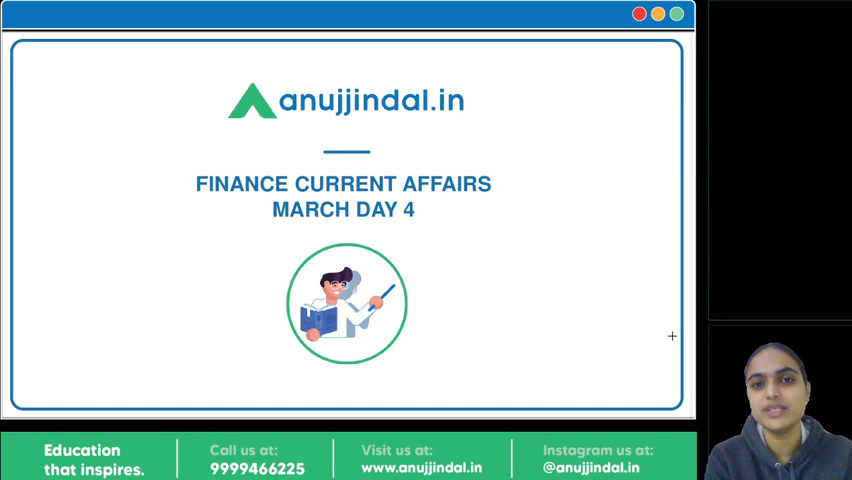 anujjindal.in
FINANCE CURRENT AFFAIRS
MARCH DAY 4
Education
that inspires.
Call us at:
9999466225
Visit us at:
www.anujjindal.in
Instagram us at:
@anujjindal.in